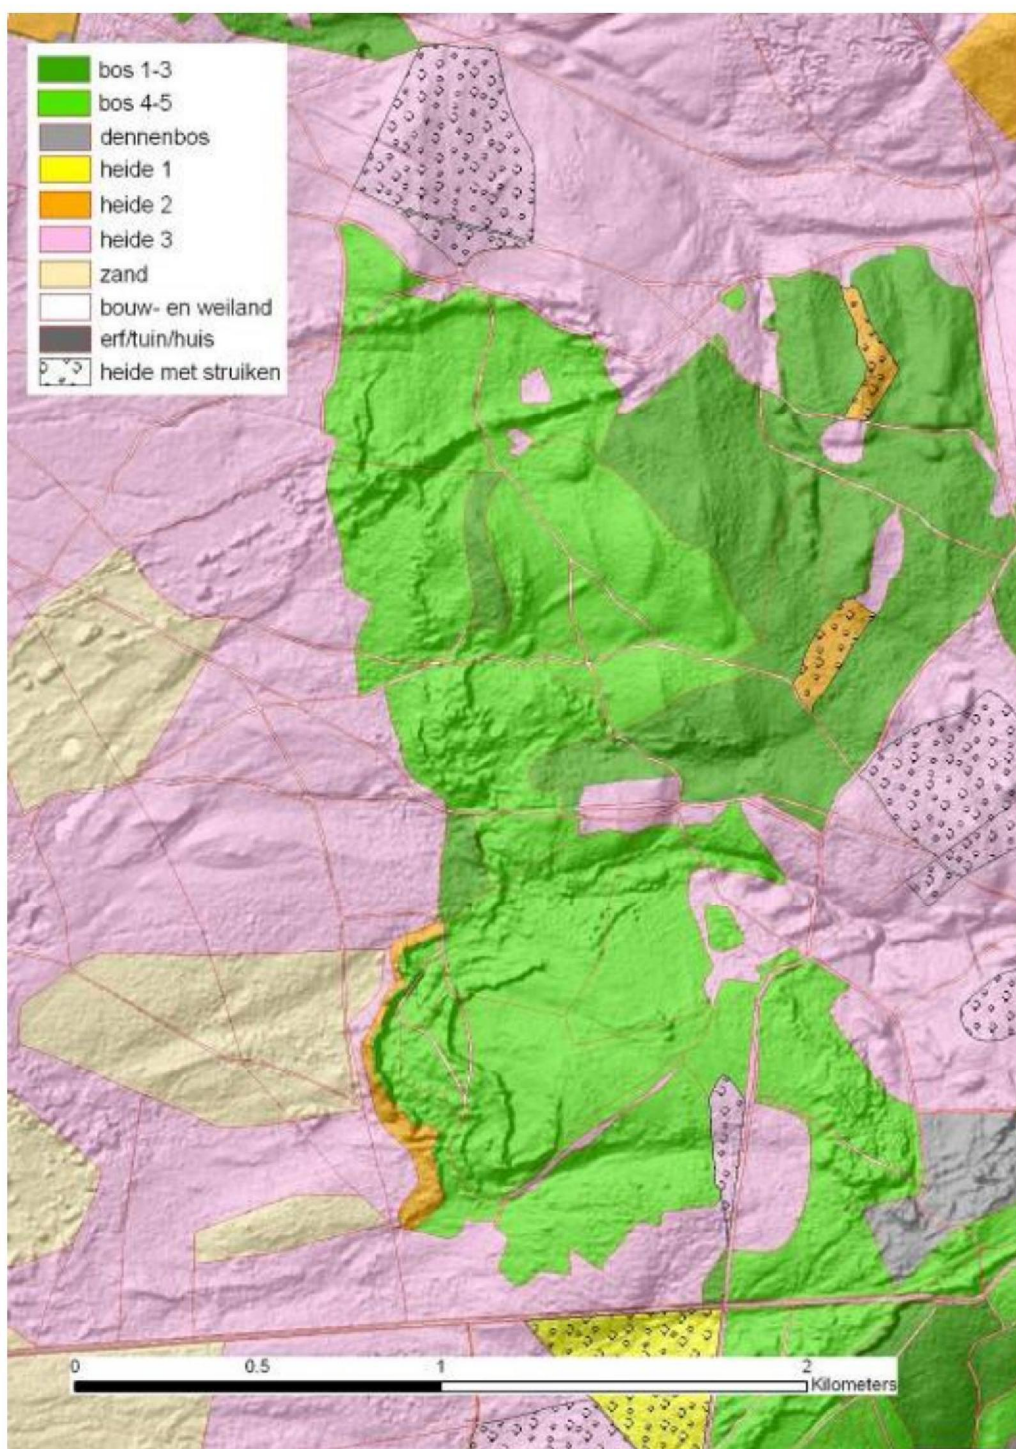 bos 1-3
bos 4-5
dennenbos
heide 1
heide 2
heide 3
zand
bouw- en weiland
erf/tuin/huis
heide met struiken
0 0.5 1 2
Kilometers